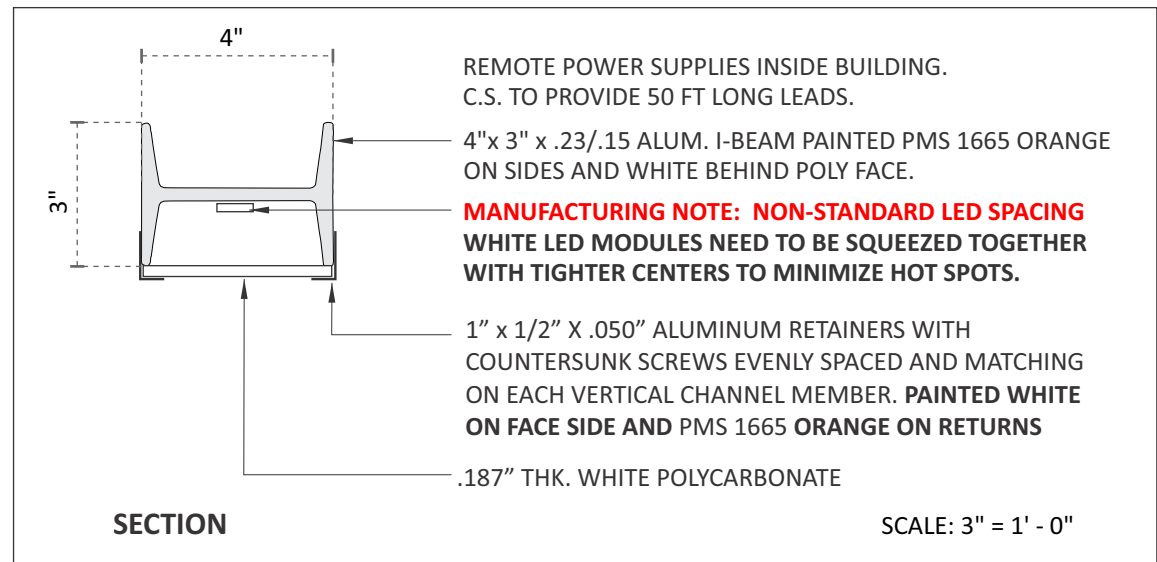 4"
3"
REMOTE POWER SUPPLIES INSIDE BUILDING.
C.S. TO PROVIDE 50 FT LONG LEADS.
4"x 3" x .23/.15 ALUM. I-BEAM PAINTED PMS 1665 ORANGE
ON SIDES AND WHITE BEHIND POLY FACE.
MANUFACTURING NOTE:  NON-STANDARD LED SPACING
WHITE LED MODULES NEED TO BE SQUEEZED TOGETHER
WITH TIGHTER CENTERS TO MINIMIZE HOT SPOTS.
1” x 1/2” X .050” ALUMINUM RETAINERS WITH
COUNTERSUNK SCREWS EVENLY SPACED AND MATCHING
ON EACH VERTICAL CHANNEL MEMBER. PAINTED WHITE
ON FACE SIDE AND PMS 1665 ORANGE ON RETURNS
.187” THK. WHITE POLYCARBONATE
SECTION
SCALE: 3" = 1' - 0"